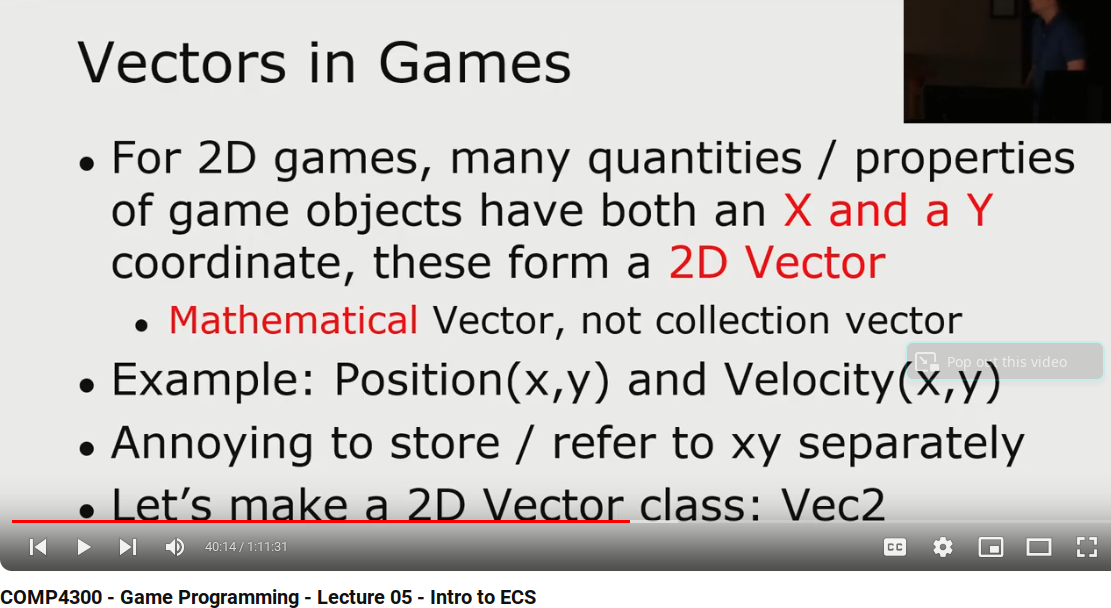 Vectors in Games
• For 2D games, many quantities / properties
of game objects have both an X and a Y
coordinate, these form a 2D Vector
• Mathematical Vector, not collection vector
Pop out this video
• Example: Position(x,y) and Velocity(x,y)
• Annoying to store / refer to xy separately
• Let’s make a 2D Vector class: Vec2
40:14 / 1:11:31
CC
COMP4300 - Game Programming - Lecture 05 - Intro to ECS